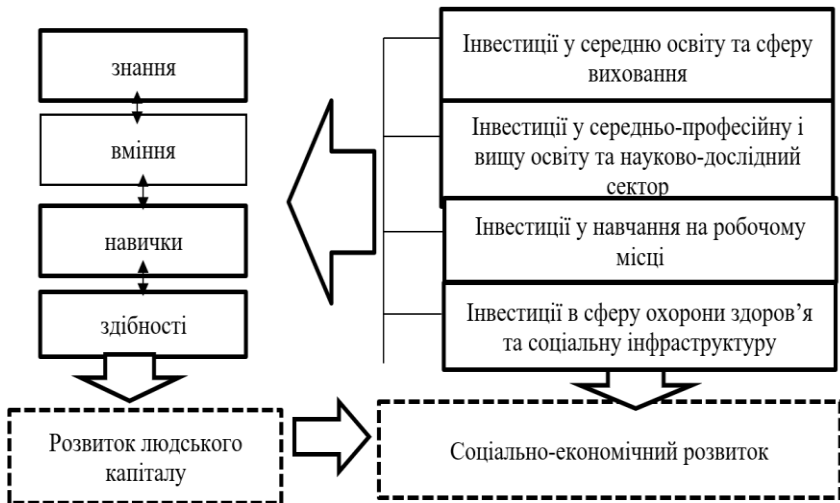 знання
вміння
навички
здібності
Розвиток людського
капіталу
Інвестиції у середню освіту та сферу
виховання
Інвестиції у середньо-професійну і
вищу освіту та науково-дослідний
сектор
Інвестиції у навчання на робочому
місці
Інвестиції в сферу охорони здоров’я
та соціальну інфраструктуру
Соціально-економічний розвиток